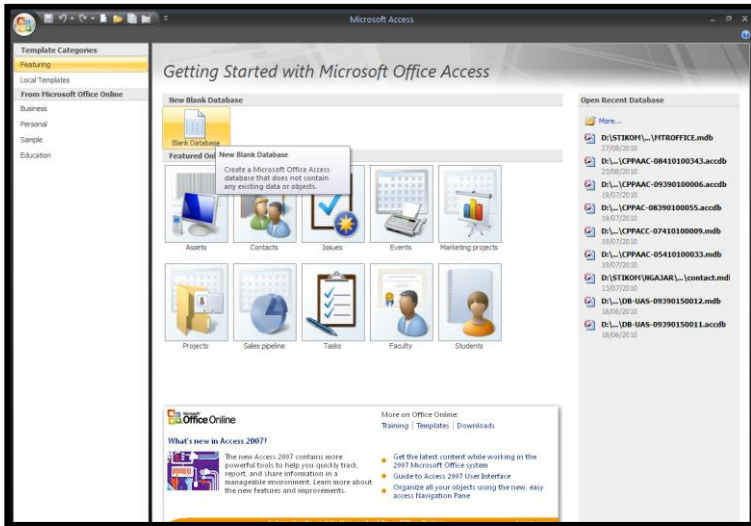 Microsoft Access
Template Categories
Featuring
Local Templates
From Microsoft Office Online
Business
Personal
Sample
Education
Getting Started with Microsoft Office Access
New Blank Database
Blank Database
Featured Onl
New Blank Database
Create a Microsoft Office Access
database that does not contain
any existing data or objects.
Assets
Contacts
Issues
Events
Marketing projects
Projects
Sales pipeline
Tasks
Faculty
Students
Microsoft
Office Online
What's new in Access 2007?
The new Access 2007 contains more
powerful tools to help you quickly track,
report, and share information in a
manageable environment. Learn more about
the new features and improvements.
More on Office Online:
Training | Templates | Downloads
Get the latest content while working in the
2007 Microsoft Office system
Guide to Access 2007 User Interface
Organize all your objects using the new, easy
access Navigation Pane
Open Recent Database
More...
D:\STIKOM\...\MTROFFICE.mdb
27/08/2010
D:\...\CPPAAC-08410100343.accdb
23/08/2010
D:\...\CPPAAC-09390100006.accdb
19/07/2010
D:\...\CPPAC-08390100055.accdb
19/07/2010
D:\...\CPPACC-07410100009.mdb
19/07/2010
D:\...\CPPAAC-05410100033.mdb
19/07/2010
D:\STIKOM\NGAJAR\...\contact.mdl
13/07/2010
D:\...\DB-UAS-09390150012.mdb
18/06/2010
D:\...\DB-UAS-09390150011.accdb
18/06/2010